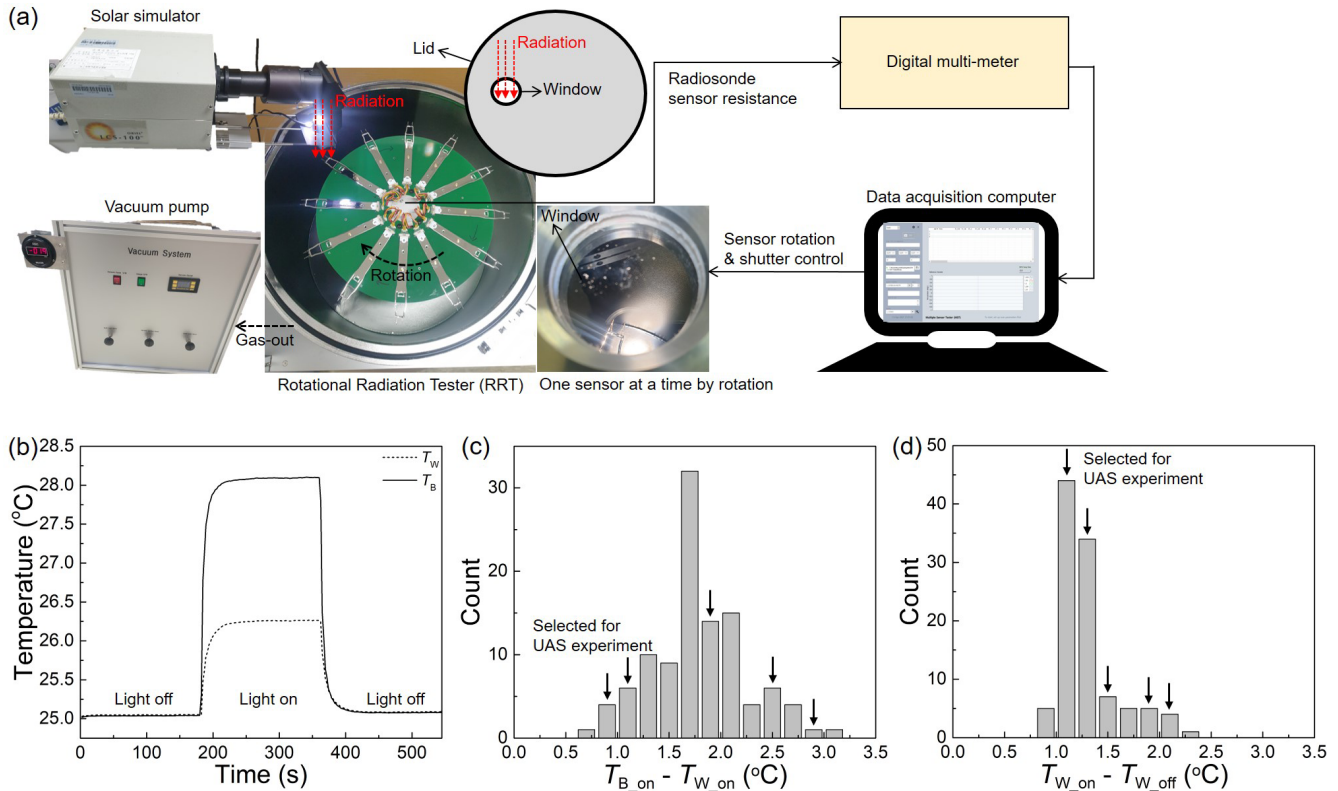 (a)
Solar simulator
Lid
Radiation
Window
Radiation
Radiosonde
sensor resistance
Digital multi-meter
Vacuum pump
Vacuum System
Rotation
Gas-out
Window
Sensor rotation
& shutter control
Data acquisition computer
Rotational Radiation Tester (RRT)
One sensor at a time by rotation
(b)
28.5
28.0
27.5
27.0
26.5
26.0
25.5
25.0
Temperature (°C)
T_W
T_B
Light off
Light on
Light off
0
100
200
300
400
500
Time (s)
(c)
30
20
10
0
Count
Selected for
UAS experiment
0.0
0.5
1.0
1.5
2.0
2.5
3.0
3.5
T_B_on - T_W_on (°C)
(d)
50
40
30
20
10
0
Count
Selected for
UAS experiment
0.0
0.5
1.0
1.5
2.0
2.5
3.0
3.5
T_W_on - T_W_off (°C)